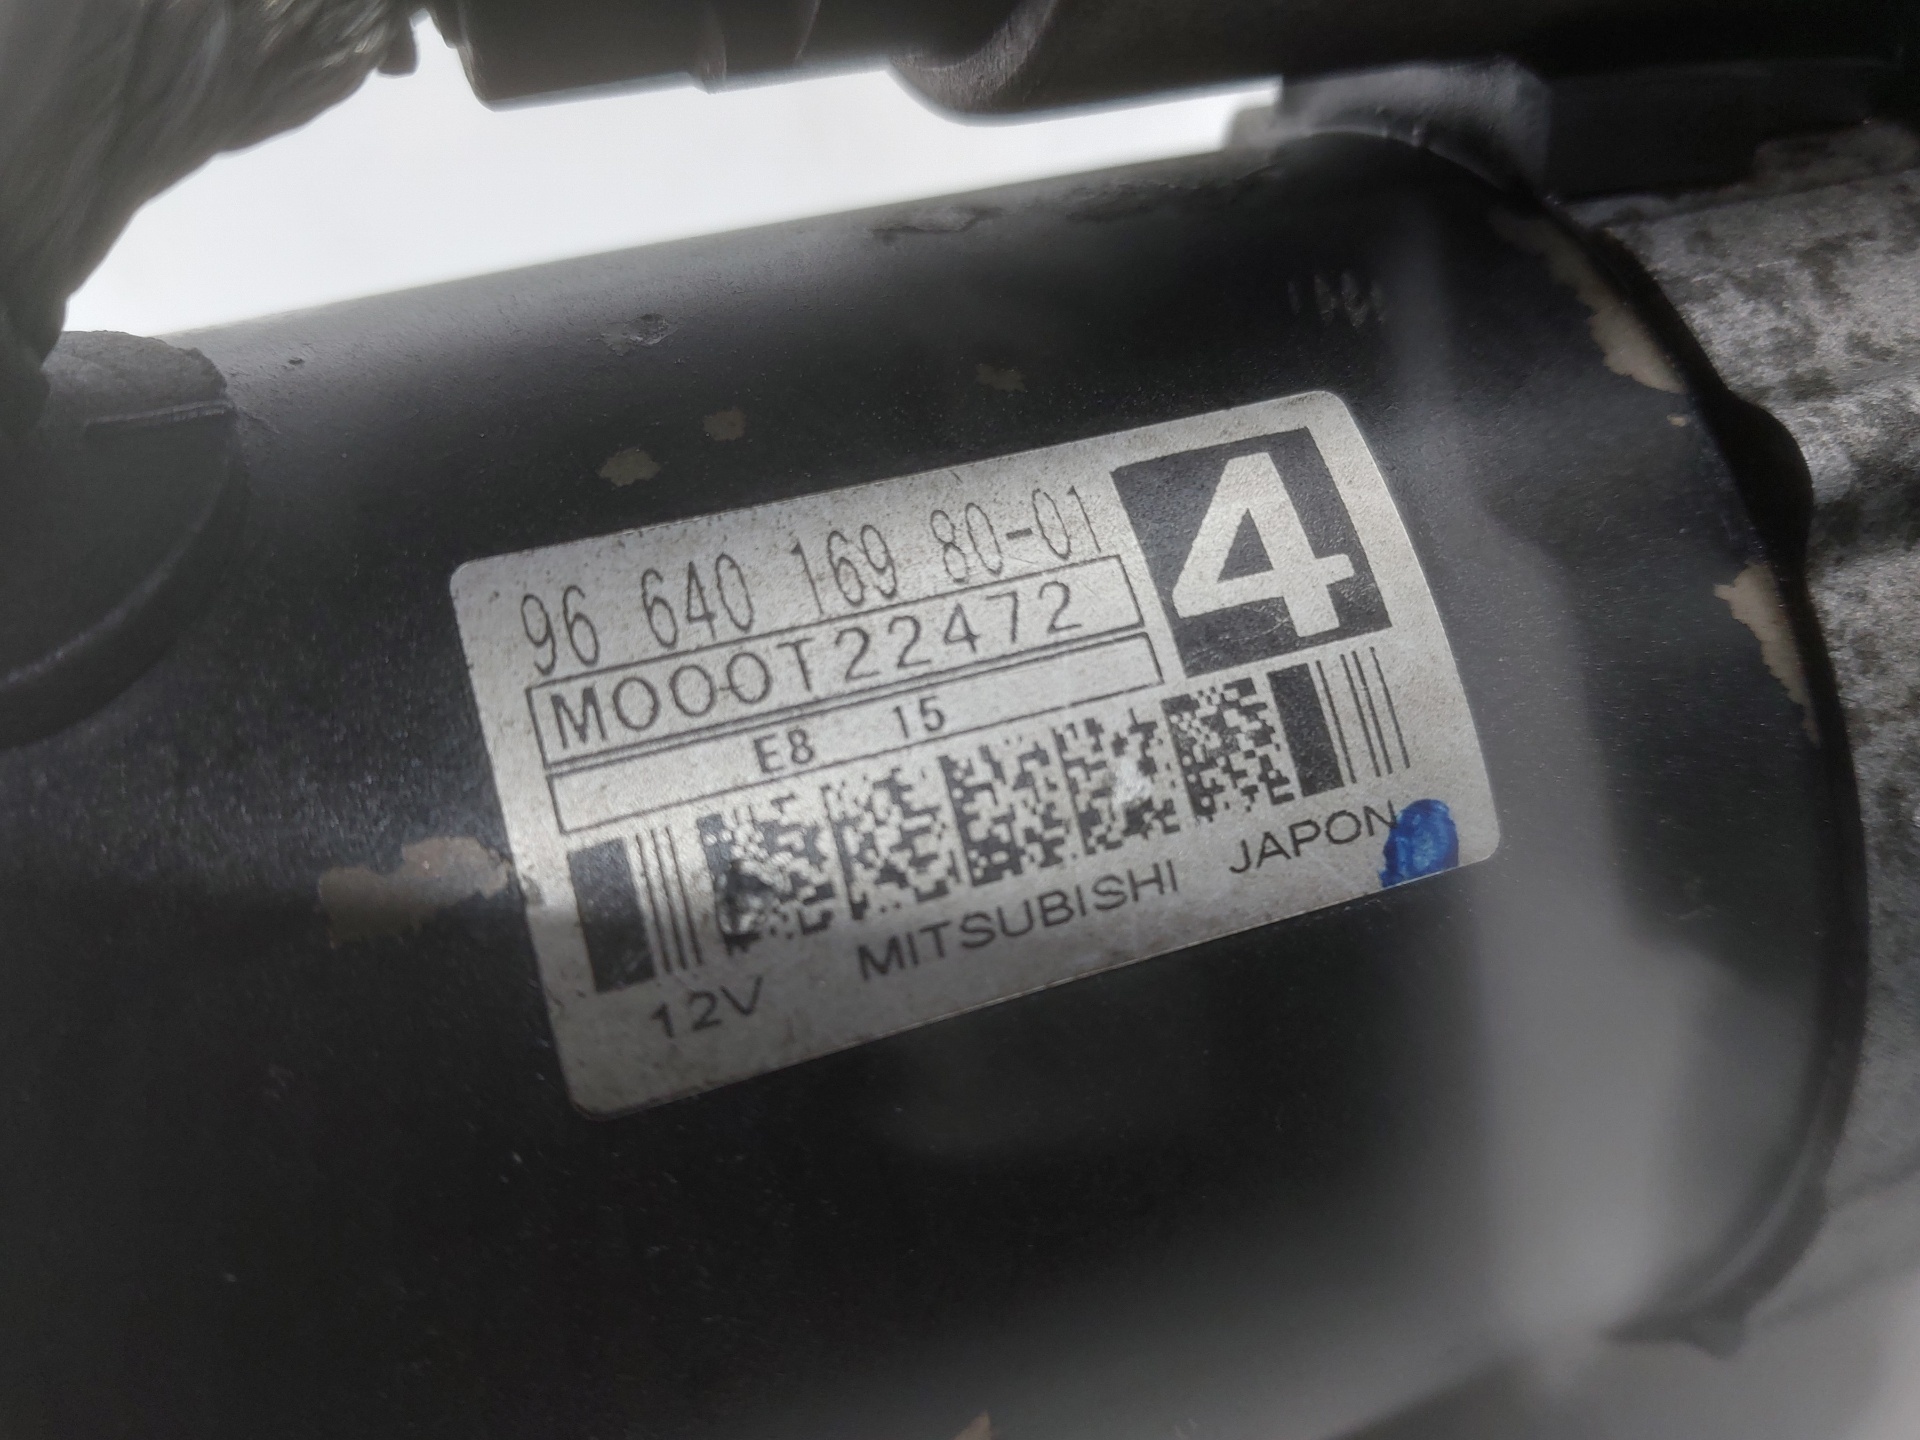 96 640 169 80-01
4
M000T22472
E8 15
12V MITSUBISHI JAPON